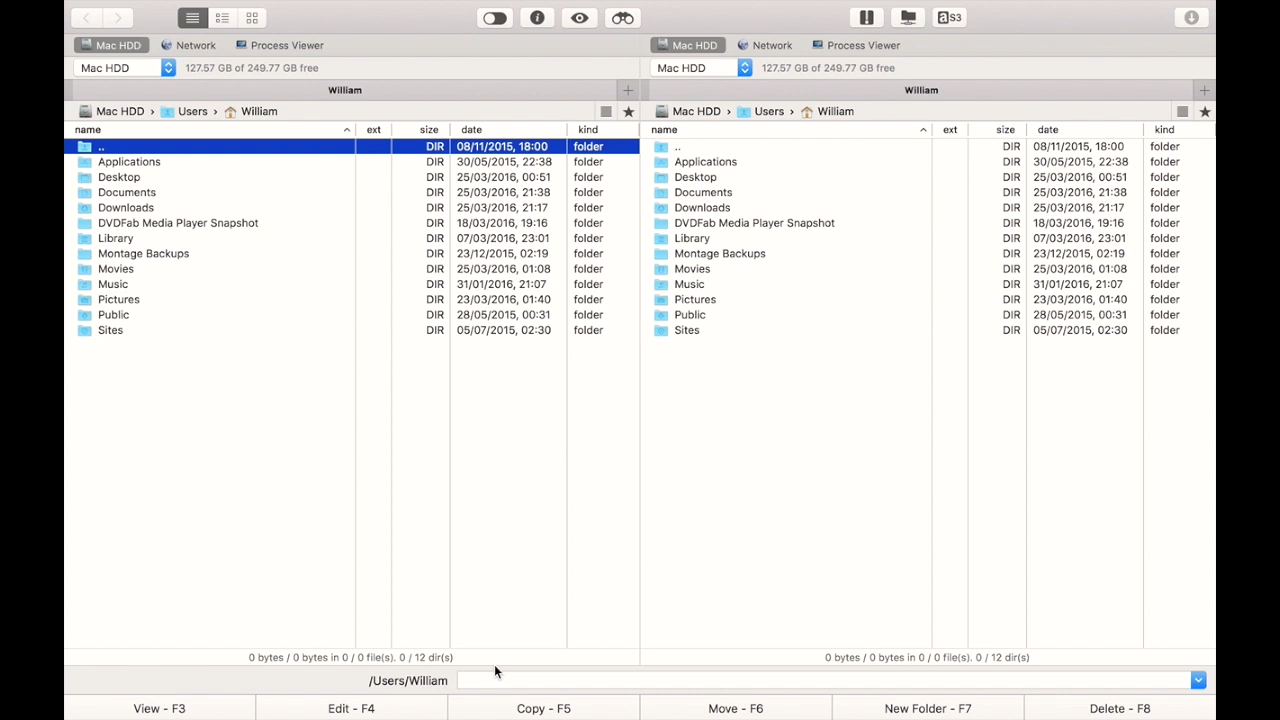 aS3
Mac HDD Network Process Viewer Mac HDD Network Process Viewer
Mac HDD 127.57 GB of 249.77 GB free Mac HDD 127.57 GB of 249.77 GB free
William + William +
Mac HDD › Users › William Mac HDD › Users › William
name ext size date kind name ext size date kind
.. DIR 08/11/2015, 18:00 folder .. DIR 08/11/2015, 18:00 folder
Applications DIR 30/05/2015, 22:38 folder Applications DIR 30/05/2015, 22:38 folder
Desktop DIR 25/03/2016, 00:51 folder Desktop DIR 25/03/2016, 00:51 folder
Documents DIR 25/03/2016, 21:38 folder Documents DIR 25/03/2016, 21:38 folder
Downloads DIR 25/03/2016, 21:17 folder Downloads DIR 25/03/2016, 21:17 folder
DVDFab Media Player Snapshot DIR 18/03/2016, 19:16 folder DVDFab Media Player Snapshot DIR 18/03/2016, 19:16 folder
Library DIR 07/03/2016, 23:01 folder Library DIR 07/03/2016, 23:01 folder
Montage Backups DIR 23/12/2015, 02:19 folder Montage Backups DIR 23/12/2015, 02:19 folder
Movies DIR 25/03/2016, 01:08 folder Movies DIR 25/03/2016, 01:08 folder
Music DIR 31/01/2016, 21:07 folder Music DIR 31/01/2016, 21:07 folder
Pictures DIR 23/03/2016, 01:40 folder Pictures DIR 23/03/2016, 01:40 folder
Public DIR 28/05/2015, 00:31 folder Public DIR 28/05/2015, 00:31 folder
Sites DIR 05/07/2015, 02:30 folder Sites DIR 05/07/2015, 02:30 folder
0 bytes / 0 bytes in 0 / 0 file(s). 0 / 12 dir(s) 0 bytes / 0 bytes in 0 / 0 file(s). 0 / 12 dir(s)
/Users/William
View - F3 Edit - F4 Copy - F5 Move - F6 New Folder - F7 Delete - F8